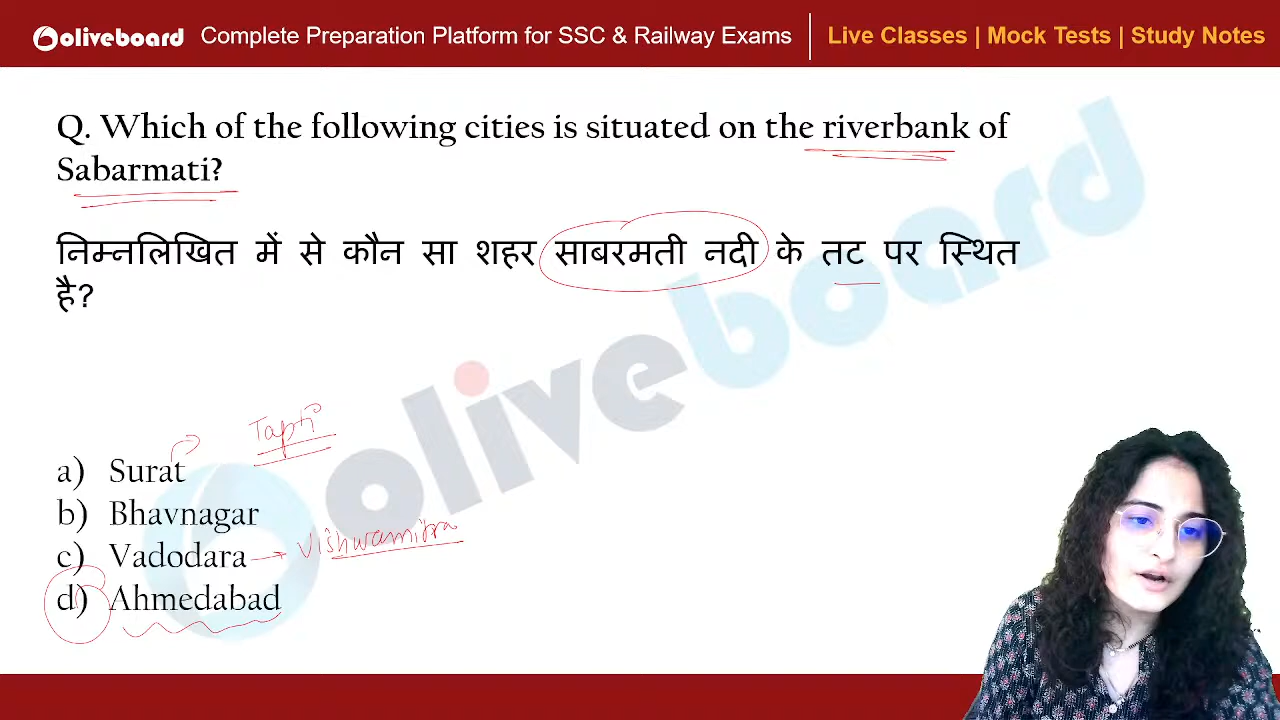 oliveboard Complete Preparation Platform for SSC & Railway Exams Live Classes | Mock Tests | Study Notes
Q. Which of the following cities is situated on the riverbank of
Sabarmati?
निम्नलिखित में से कौन सा शहर साबरमती नदी के तट पर स्थित
है?
oliveboard
Tapti
a) Surat
b) Bhavnagar
c) Vadodara → Vishwamitra
d) Ahmedabad